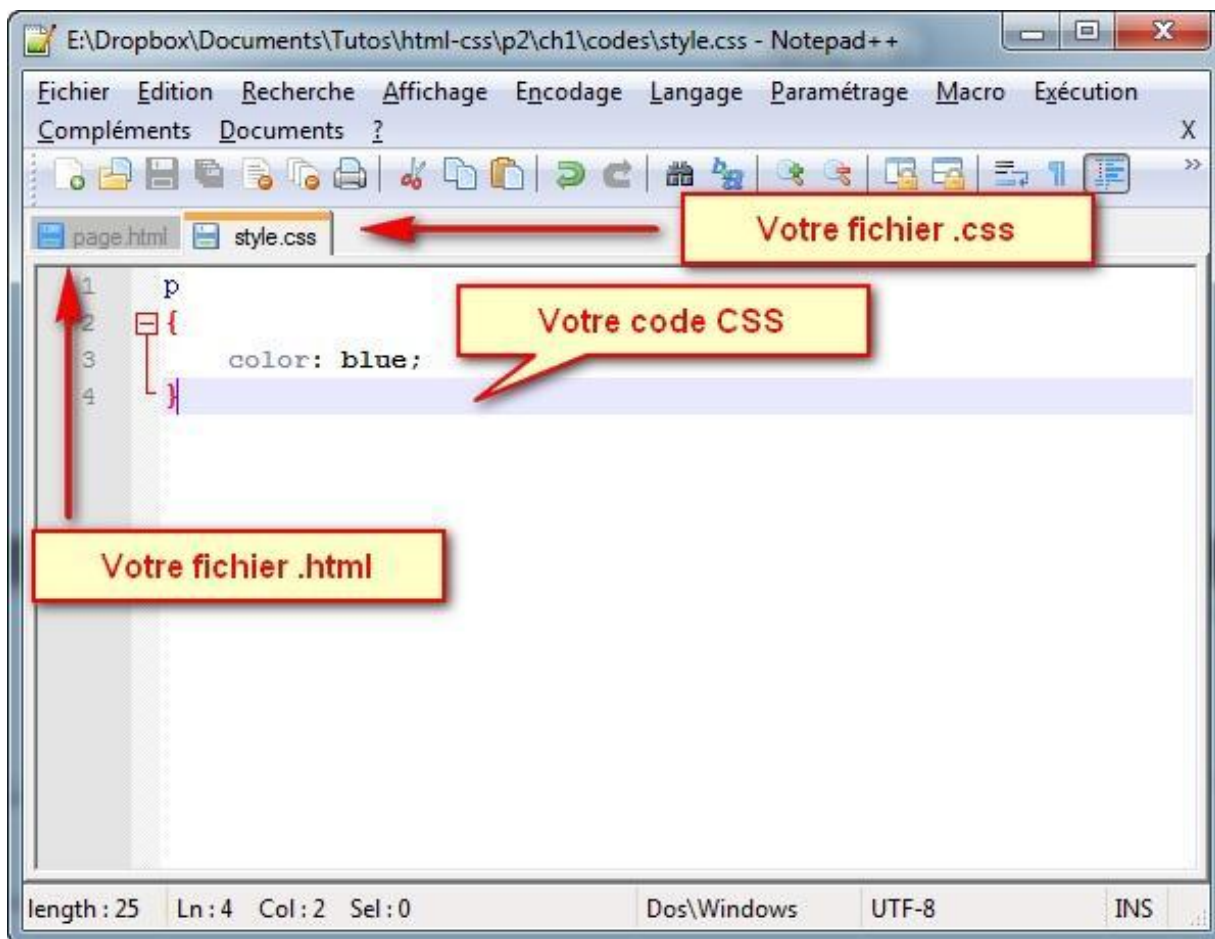 E:\Dropbox\Documents\Tutos\html-css\p2\ch1\codes\style.css - Notepad++
Fichier Edition Recherche Affichage Encodage Langage Paramétrage Macro Exécution
Compléments Documents ? X
page.html style.css
Votre fichier .css
1 p
2 {
Votre code CSS
3 color: blue;
4 }
Votre fichier .html
length : 25 Ln : 4 Col : 2 Sel : 0 Dos\Windows UTF-8 INS